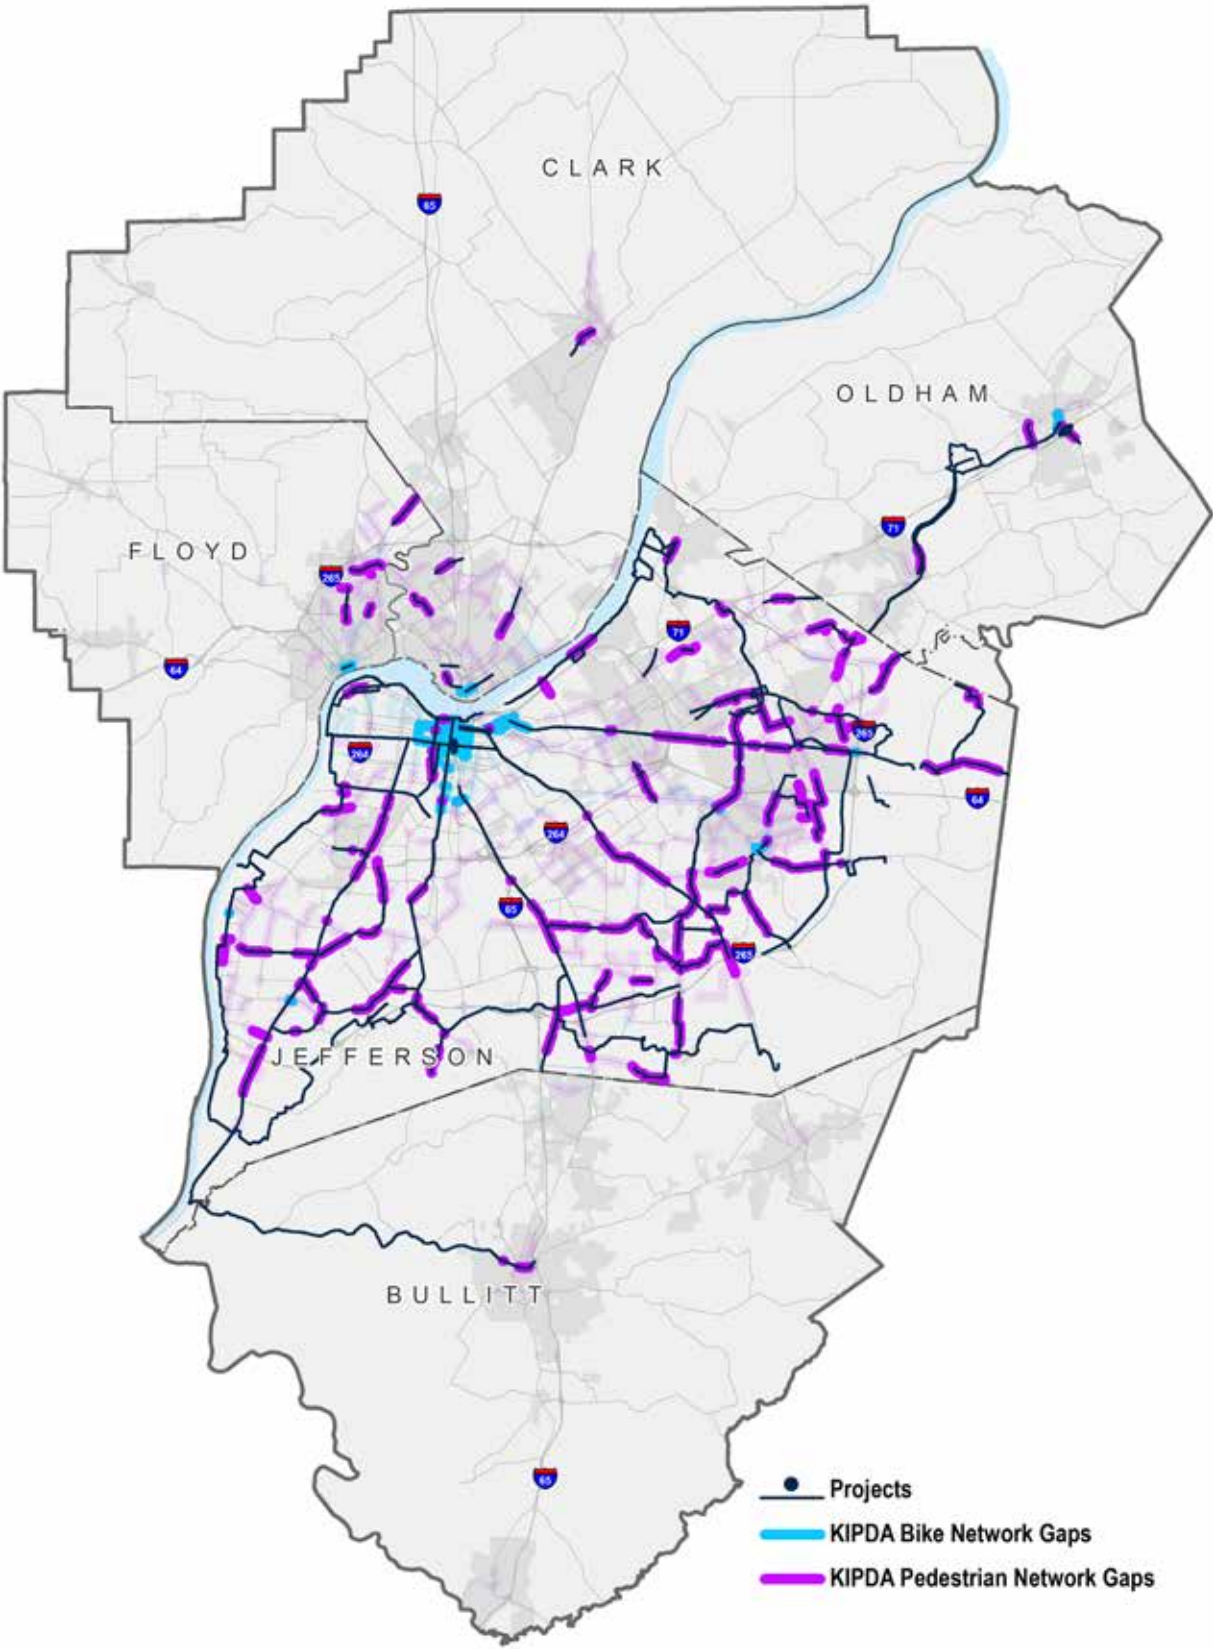 CLARK
65
OLDHAM
71
FLOYD
265
71
64
265
264
64
264
65
265
JEFFERSON
BULLITT
65
Projects
KIPDA Bike Network Gaps
KIPDA Pedestrian Network Gaps